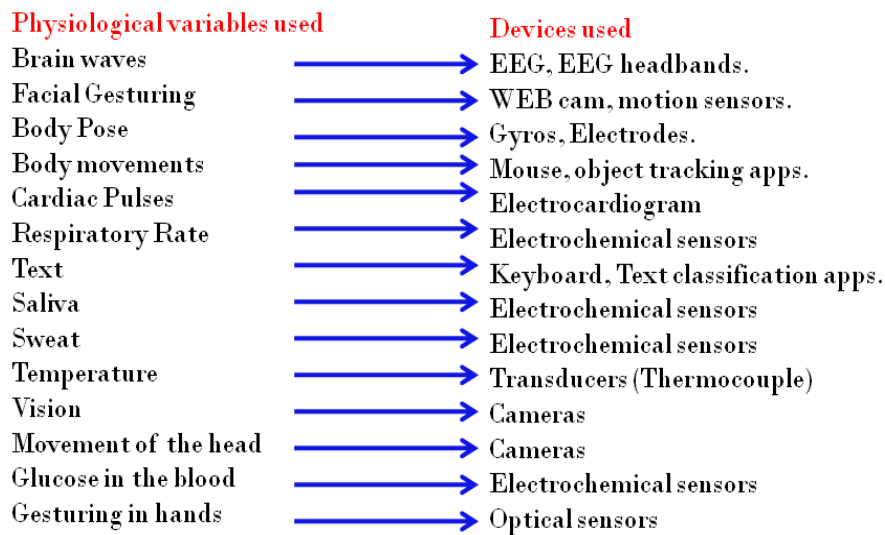 Physiological variables used
Devices used
Brain waves
EEG, EEG headbands.
Facial Gesturing
WEB cam, motion sensors.
Body Pose
Gyros, Electrodes.
Body movements
Mouse, object tracking apps.
Cardiac Pulses
Electrocardiogram
Respiratory Rate
Electrochemical sensors
Text
Keyboard, Text classification apps.
Saliva
Electrochemical sensors
Sweat
Electrochemical sensors
Temperature
Transducers (Thermocouple)
Vision
Cameras
Movement of the head
Cameras
Glucose in the blood
Electrochemical sensors
Gesturing in hands
Optical sensors